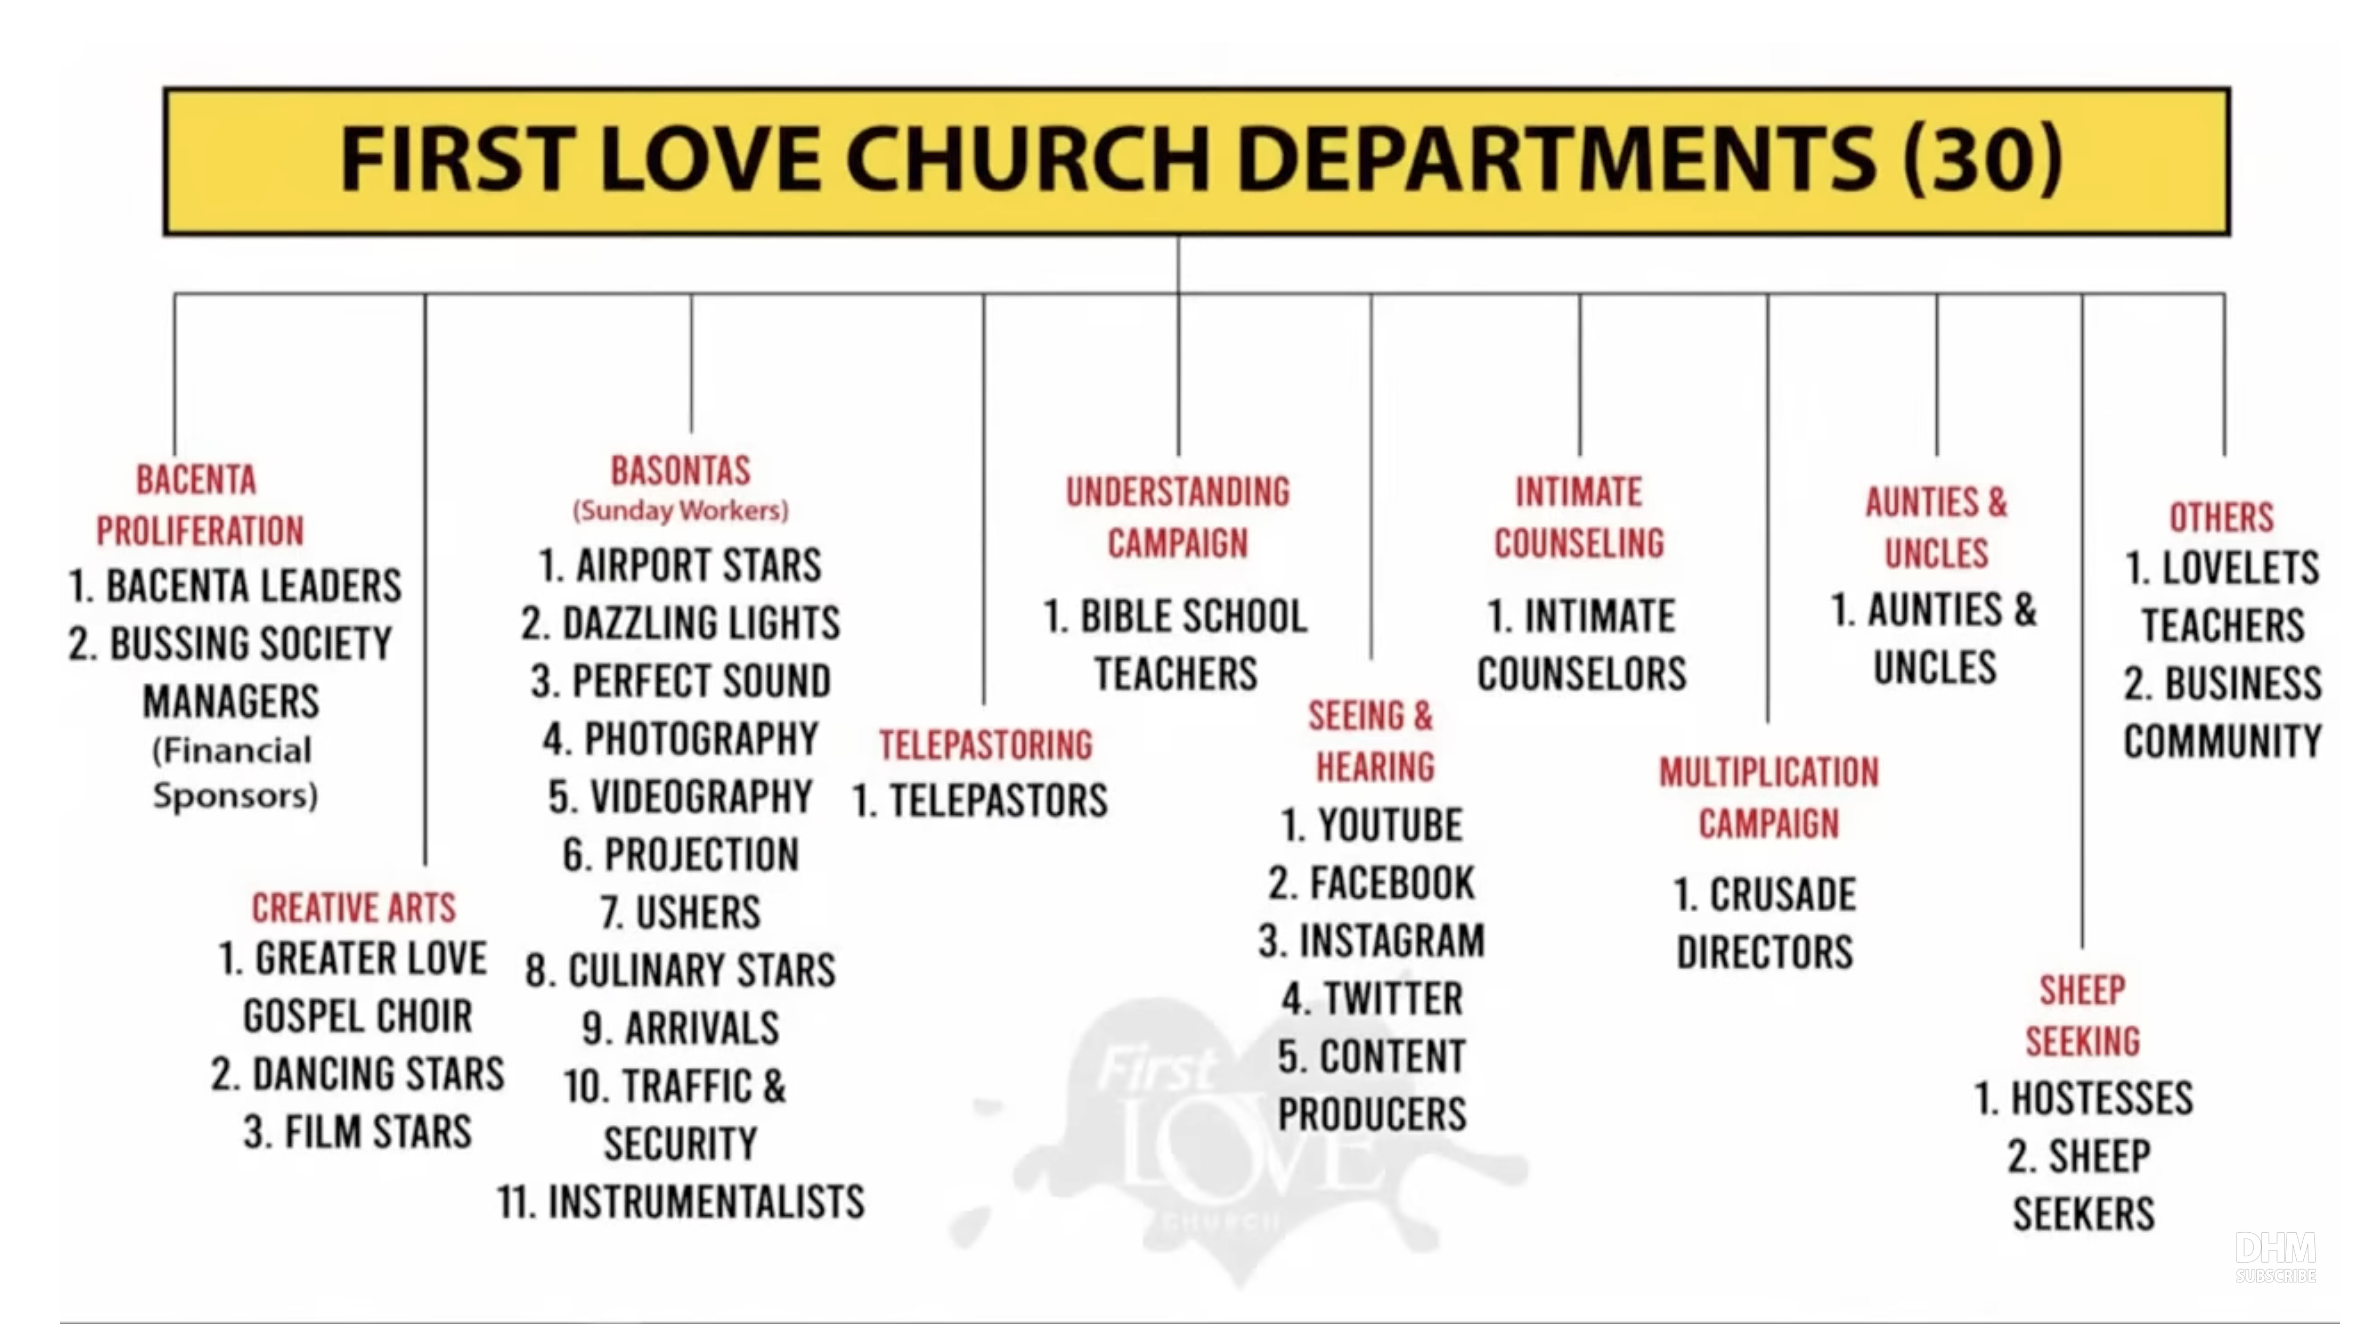 FIRST LOVE CHURCH DEPARTMENTS (30)
BACENTA
PROLIFERATION
1. BACENTA LEADERS
2. BUSSING SOCIETY
MANAGERS
(Financial
Sponsors)
CREATIVE ARTS
1. GREATER LOVE
GOSPEL CHOIR
2. DANCING STARS
3. FILM STARS
BASONTAS
(Sunday Workers)
1. AIRPORT STARS
2. DAZZLING LIGHTS
3. PERFECT SOUND
4. PHOTOGRAPHY
5. VIDEOGRAPHY
6. PROJECTION
7. USHERS
8. CULINARY STARS
9. ARRIVALS
10. TRAFFIC &
SECURITY
11. INSTRUMENTALISTS
TELEPASTORING
1. TELEPASTORS
UNDERSTANDING
CAMPAIGN
1. BIBLE SCHOOL
TEACHERS
SEEING &
HEARING
1. YOUTUBE
2. FACEBOOK
3. INSTAGRAM
4. TWITTER
5. CONTENT
PRODUCERS
INTIMATE
COUNSELING
1. INTIMATE
COUNSELORS
MULTIPLICATION
CAMPAIGN
1. CRUSADE
DIRECTORS
AUNTIES &
UNCLES
1. AUNTIES &
UNCLES
SHEEP
SEEKING
1. HOSTESSES
2. SHEEP
SEEKERS
OTHERS
1. LOVELETS
TEACHERS
2. BUSINESS
COMMUNITY
First
LOVE
CHURCH
DHM
SUBSCRIBE